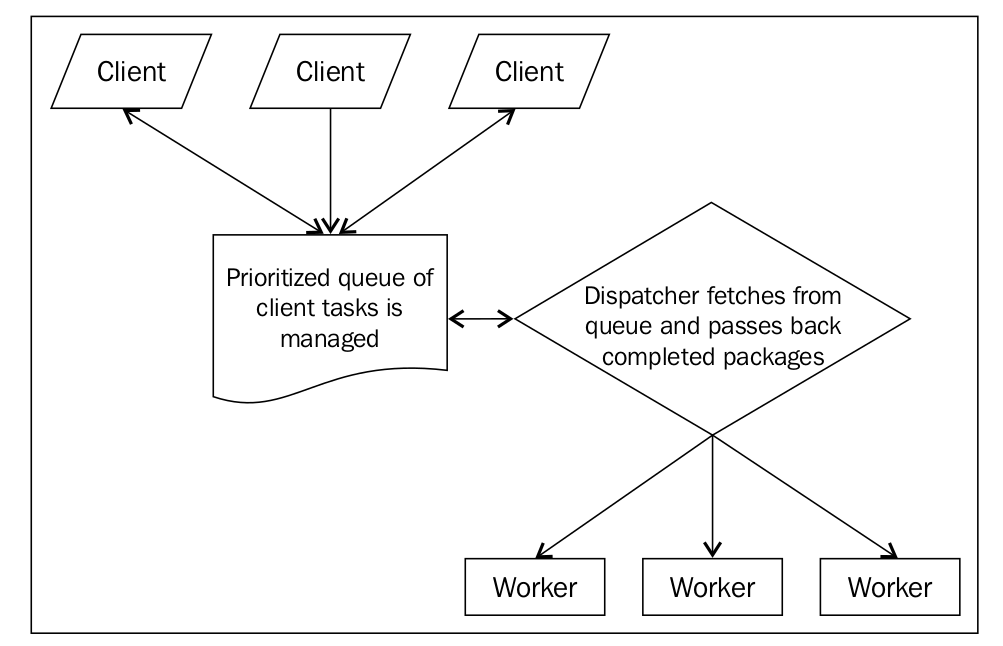 Client
Client
Client
Prioritized queue of
client tasks is
managed
Dispatcher fetches from
queue and passes back
completed packages
Worker
Worker
Worker